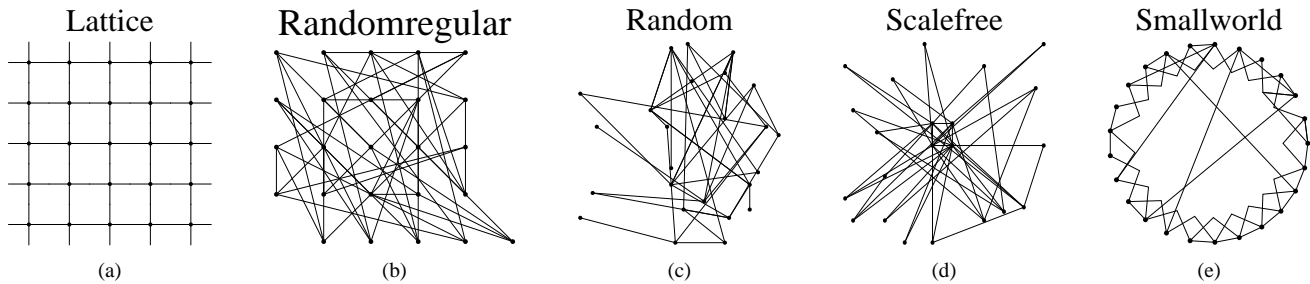 Lattice
Randomregular
Random
Scalefree
Smallworld
(a)
(b)
(c)
(d)
(e)